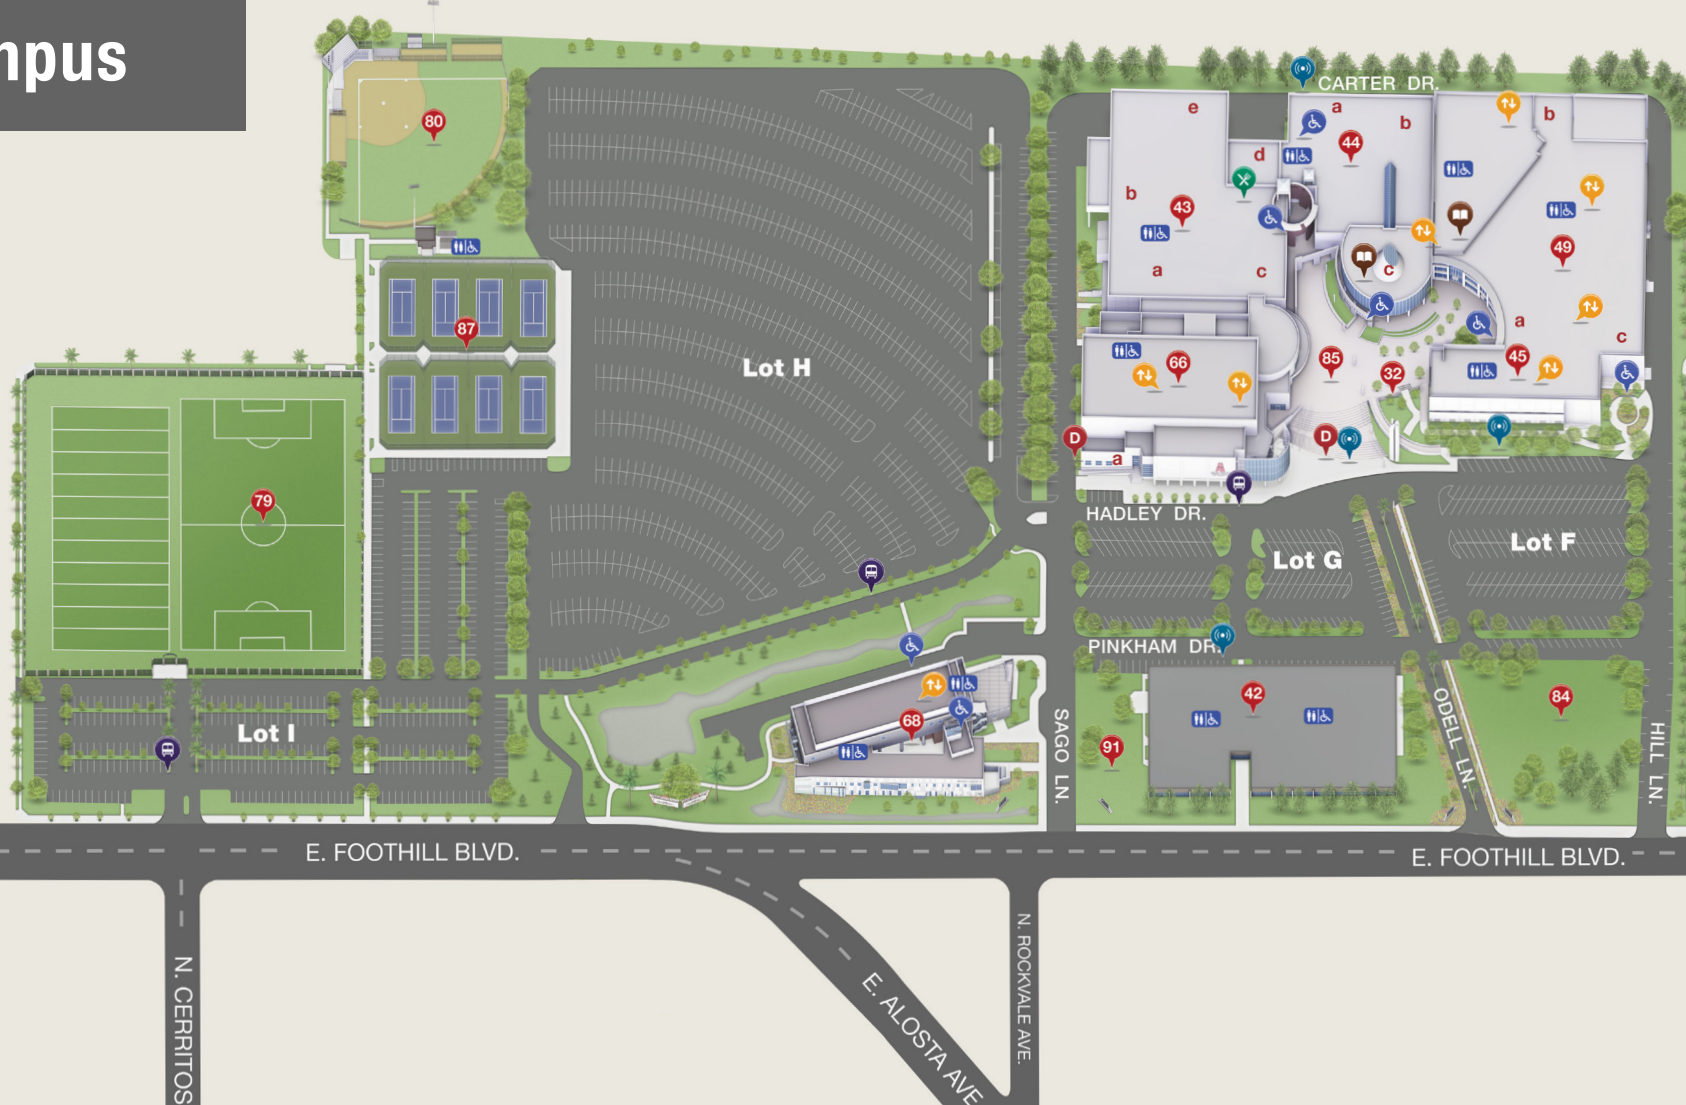 mpus
CARTER DR.
e
a
b
b
80
44
d
b
43
49
a
c
c
87
a
c
Lot H
66
85
32
45
D
D
a
79
HADLEY DR.
Lot G
Lot F
PINKHAM DR.
68
42
84
91
Lot I
SAGO LN.
ODELL LN.
HILL LN.
E. FOOTHILL BLVD.
E. FOOTHILL BLVD.
N. CERRITOS
E. ALOSTA AVE
N. ROCKVALE AVE.